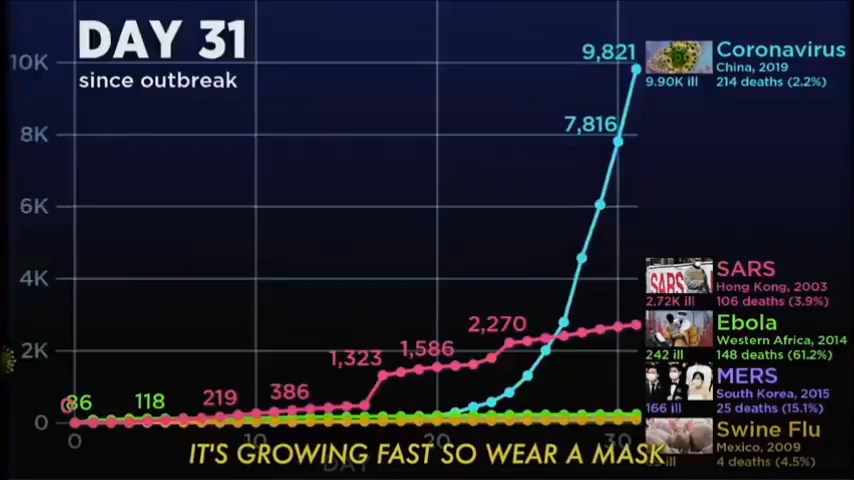 DAY 31
since outbreak
10K
8K
6K
4K
2K
0
9,821
7,816
2,270
1,586
1,323
386
219
118
86
0
10
20
30
Coronavirus
China, 2019
9.90K ill
214 deaths (2.2%)
SARS
SARS
Hong Kong, 2003
2.72K ill
106 deaths (3.9%)
Ebola
Western Africa, 2014
242 ill
148 deaths (61.2%)
MERS
South Korea, 2015
166 ill
25 deaths (15.1%)
Swine Flu
Mexico, 2009
ill
4 deaths (4.5%)
DAY
IT'S GROWING FAST SO WEAR A MASK